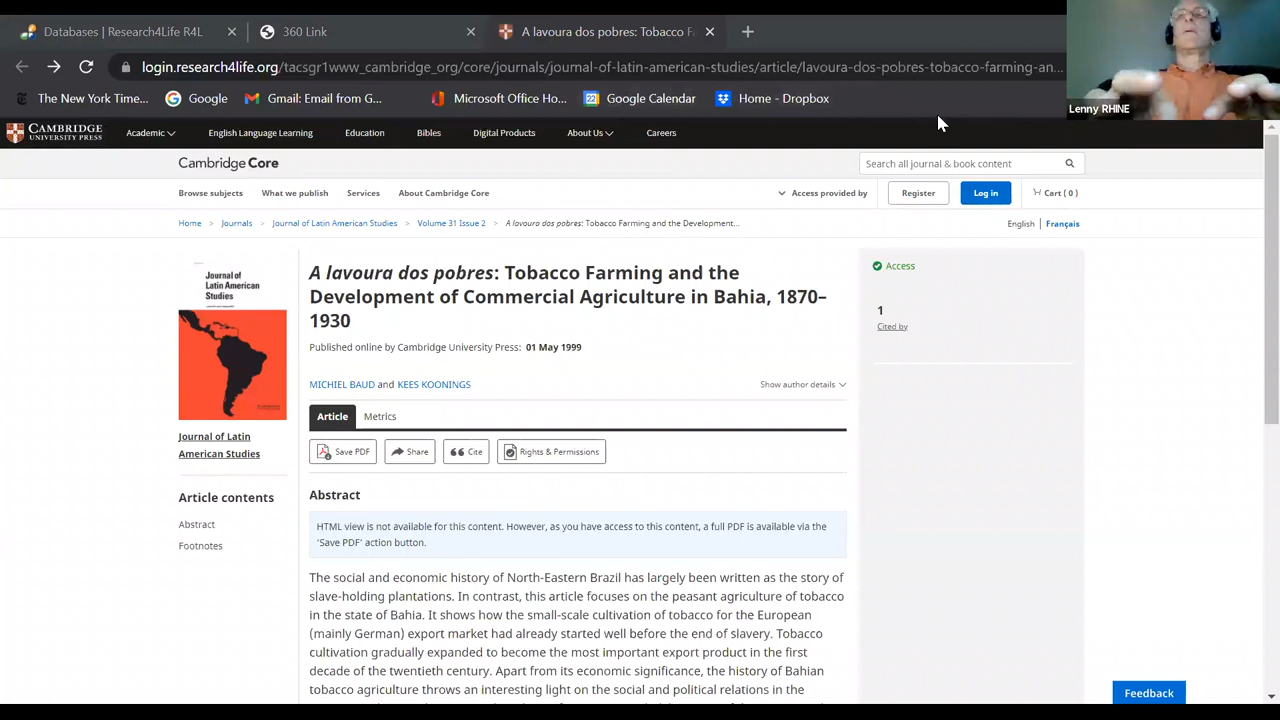 Databases | Research4Life R4L
360 Link
A lavoura dos pobres: Tobacco F
login.research4life.org/tacsgr1www_cambridge_org/core/journals/journal-of-latin-american-studies/article/lavoura-dos-pobres-tobacco-farming-an...
The New York Time...
Google
Gmail: Email from G...
Microsoft Office Ho...
22
Google Calendar
Home - Dropbox
Lenny RHINE
CAMBRIDGE
UNIVERSITY PRESS
Academic
English Language Learning
Education
Bibles
Digital Products
About Us
Careers
Cambridge Core
Search all journal & book content
Browse subjects
What we publish
Services
About Cambridge Core
Access provided by
Register
Log in
Cart ( 0 )
Home > Journals > Journal of Latin American Studies > Volume 31 Issue 2 > A lavoura dos pobres: Tobacco Farming and the Development...
English | Français
Journal of
Latin American
Studies
Journal of Latin
American Studies
Article contents
Abstract
Footnotes
A lavoura dos pobres: Tobacco Farming and the
Development of Commercial Agriculture in Bahia, 1870–
1930
Published online by Cambridge University Press: 01 May 1999
MICHIEL BAUD and KEES KOONINGS
Show author details
Article
Metrics
Save PDF
Share
Cite
Rights & Permissions
Abstract
HTML view is not available for this content. However, as you have access to this content, a full PDF is available via the
'Save PDF' action button.
The social and economic history of North-Eastern Brazil has largely been written as the story of
slave-holding plantations. In contrast, this article focuses on the peasant agriculture of tobacco
in the state of Bahia. It shows how the small-scale cultivation of tobacco for the European
(mainly German) export market had already started well before the end of slavery. Tobacco
cultivation gradually expanded to become the most important export product in the first
decade of the twentieth century. Apart from its economic significance, the history of Bahian
tobacco agriculture throws an interesting light on the social and political relations in the
Access
1
Cited by
Feedback